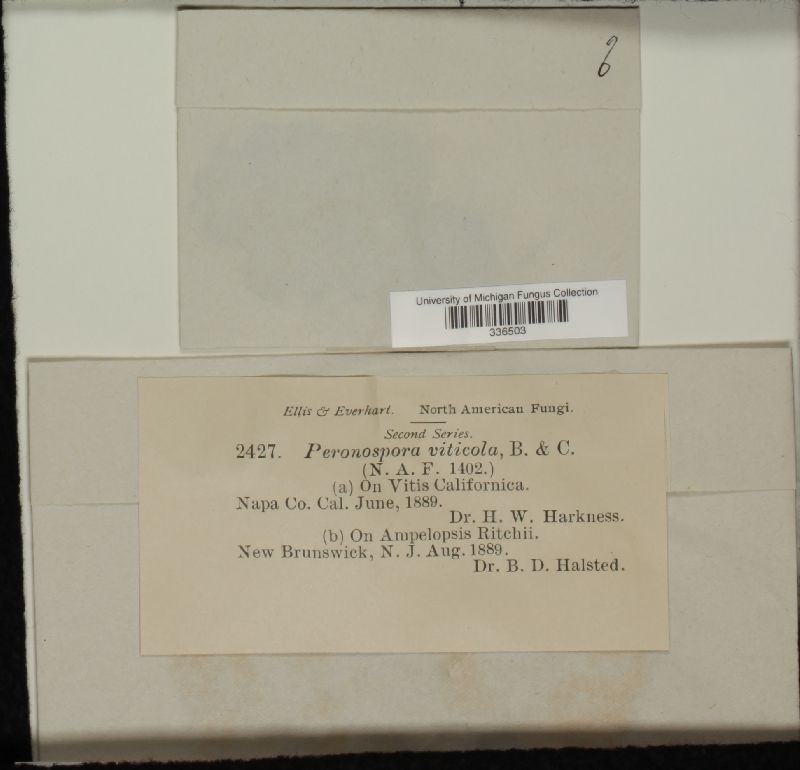 6
University of Michigan Fungus Collection
336503
Ellis & Everhart. North American Fungi.
Second Series.
2427. Peronospora viticola, B. & C.
(N. A. F. 1402.)
(a) On Vitis Californica.
Napa Co. Cal. June, 1889.
Dr. H. W. Harkness.
(b) On Ampelopsis Ritchii.
New Brunswick, N. J. Aug. 1889.
Dr. B. D. Halsted.